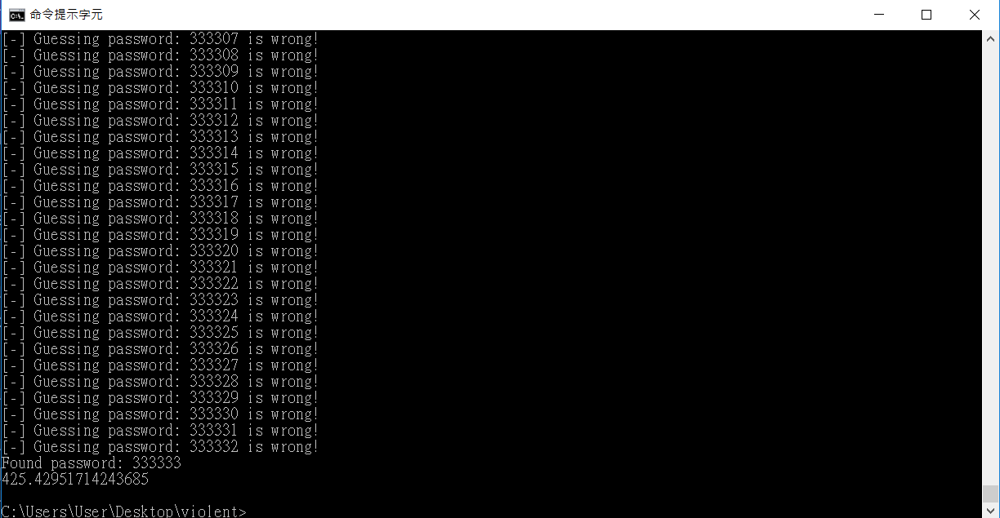 命令提示字元
[-] Guessing password: 333307 is wrong!
[-] Guessing password: 333308 is wrong!
[-] Guessing password: 333309 is wrong!
[-] Guessing password: 333310 is wrong!
[-] Guessing password: 333311 is wrong!
[-] Guessing password: 333312 is wrong!
[-] Guessing password: 333313 is wrong!
[-] Guessing password: 333314 is wrong!
[-] Guessing password: 333315 is wrong!
[-] Guessing password: 333316 is wrong!
[-] Guessing password: 333317 is wrong!
[-] Guessing password: 333318 is wrong!
[-] Guessing password: 333319 is wrong!
[-] Guessing password: 333320 is wrong!
[-] Guessing password: 333321 is wrong!
[-] Guessing password: 333322 is wrong!
[-] Guessing password: 333323 is wrong!
[-] Guessing password: 333324 is wrong!
[-] Guessing password: 333325 is wrong!
[-] Guessing password: 333326 is wrong!
[-] Guessing password: 333327 is wrong!
[-] Guessing password: 333328 is wrong!
[-] Guessing password: 333329 is wrong!
[-] Guessing password: 333330 is wrong!
[-] Guessing password: 333331 is wrong!
[-] Guessing password: 333332 is wrong!
Found password: 333333
425.42951714243685
C:\Users\User\Desktop\violent>